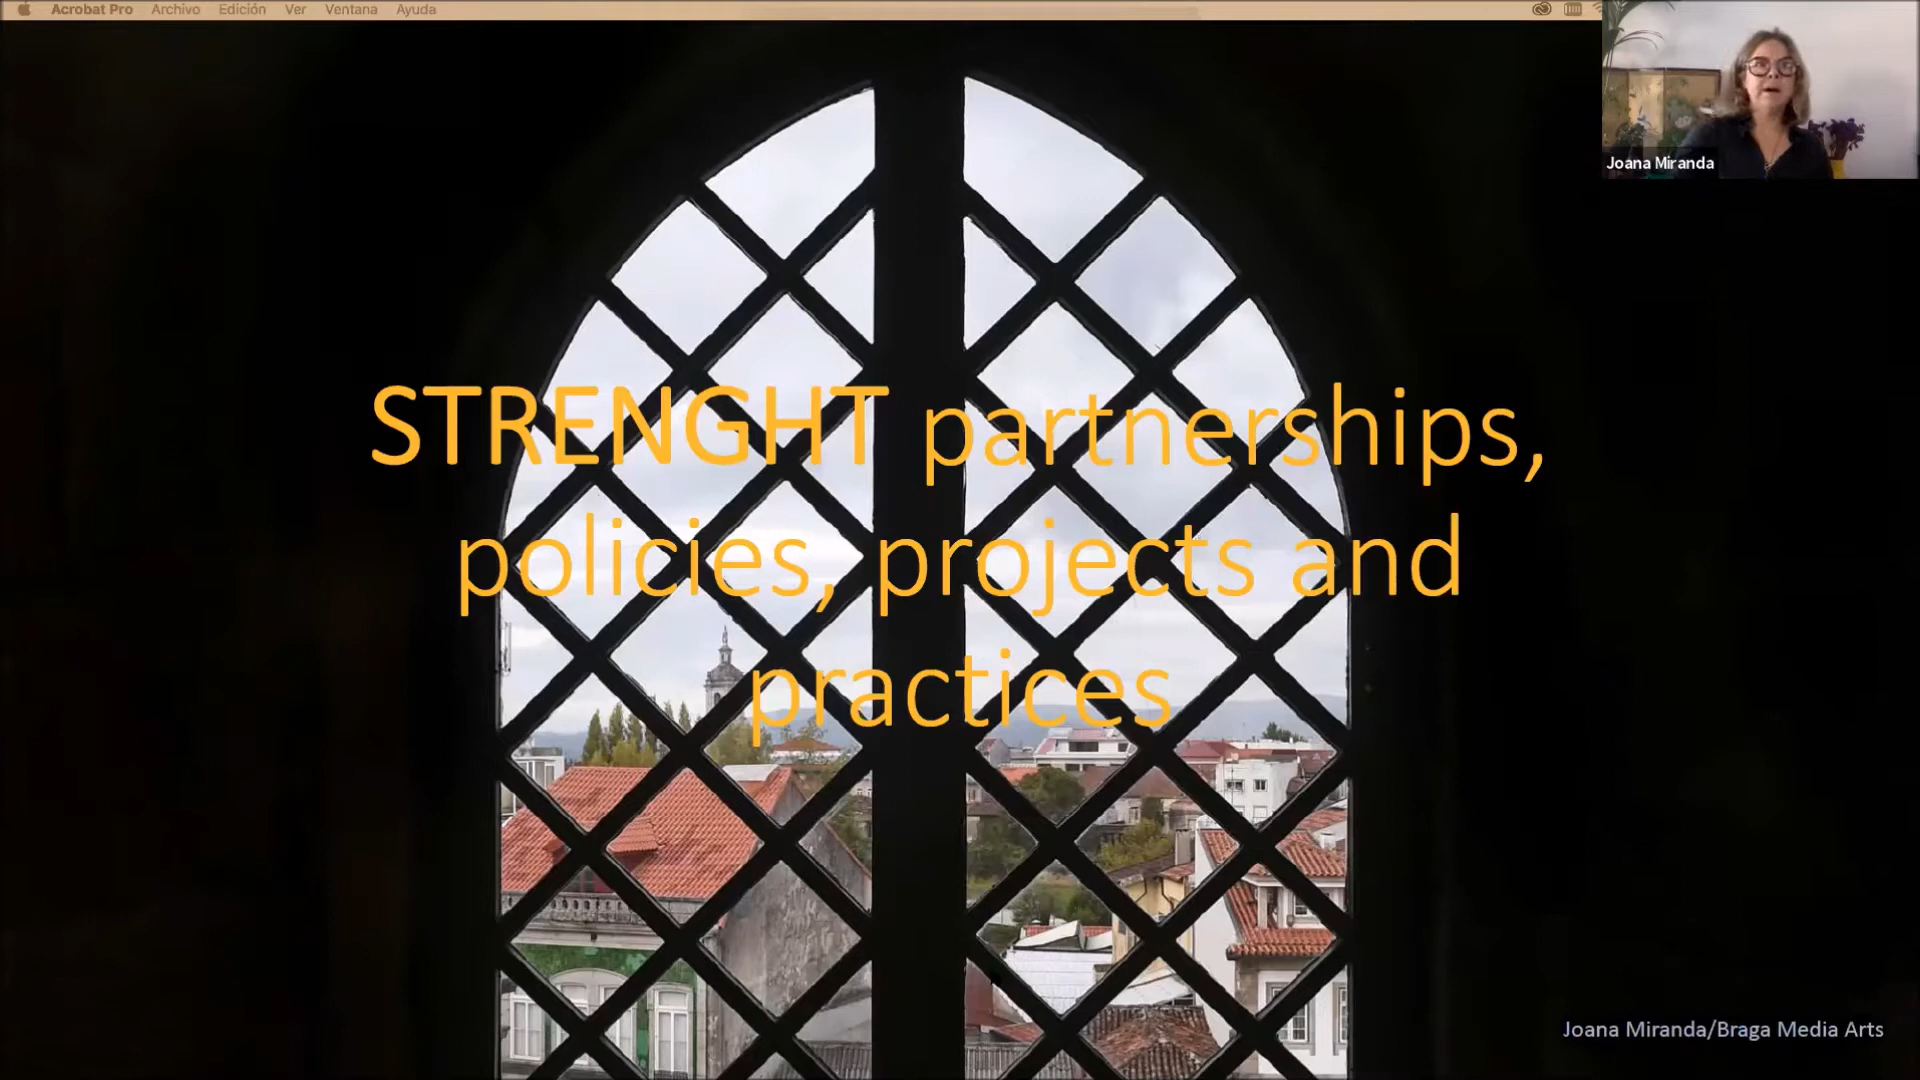 Acrobat Pro Archivo Edición Ver Ventana Ayuda
Joana Miranda
STRENGHT partnerships,
policies, projects and
practices
Joana Miranda/Braga Media Arts